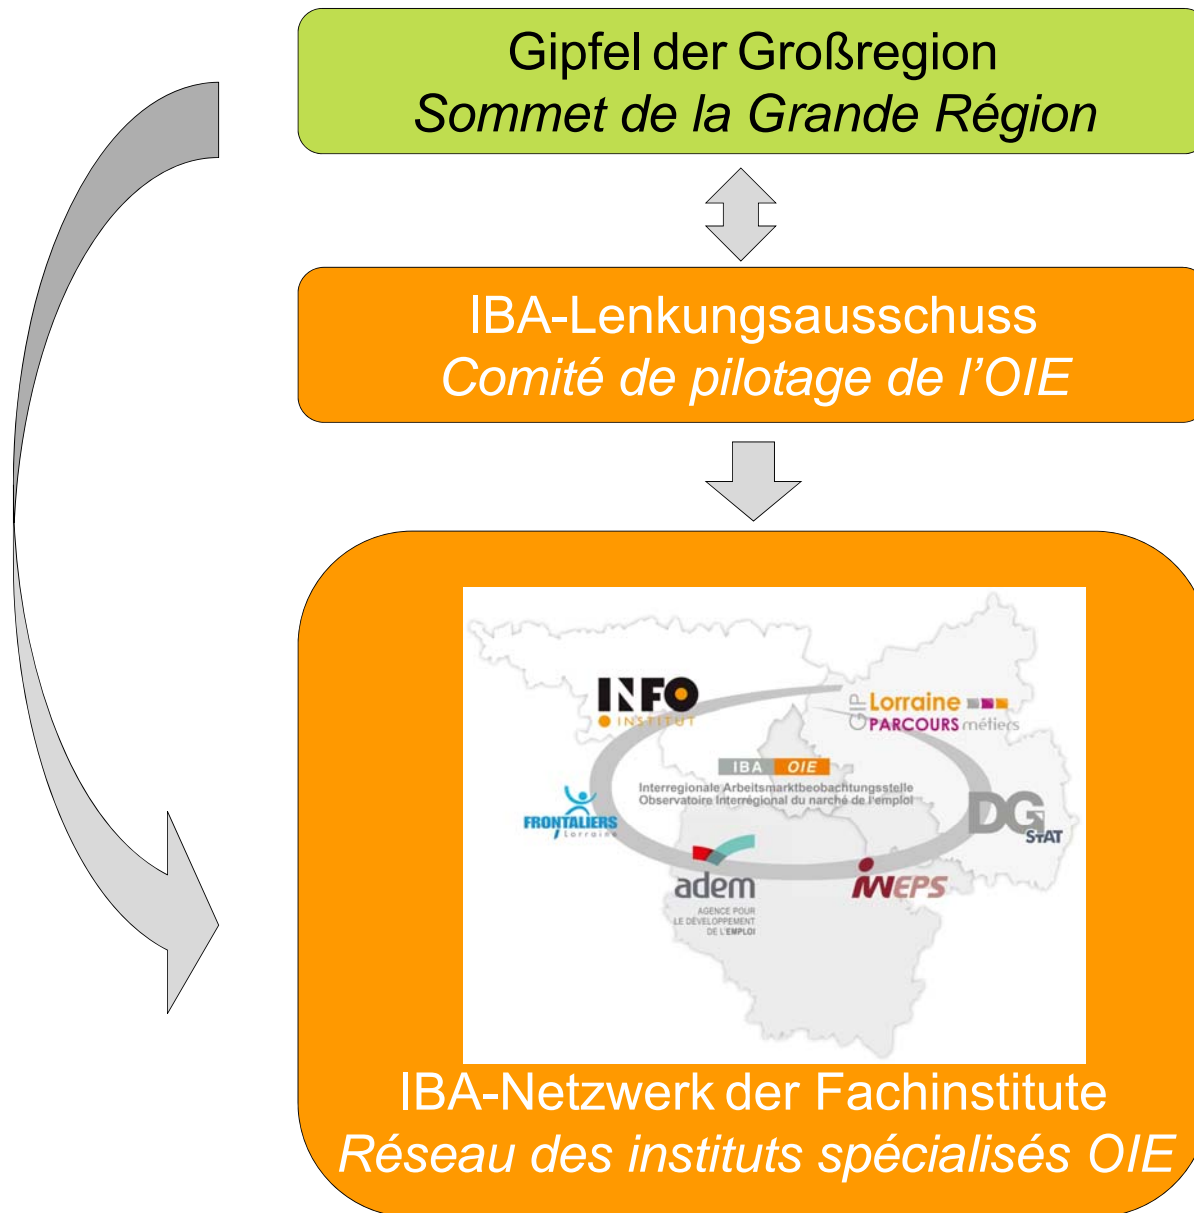 Gipfel der Großregion
Sommet de la Grande Région
IBA-Lenkungsausschuss
Comité de pilotage de l’OIE
INFO
INSTITUT
GIP Lorraine
PARCOURS métiers
IBA OIE
Interregionale Arbeitsmarktbeobachtungsstelle
Observatoire Interrégional du narché de l'emploi
FRONTALIERS
Lorraine
DG
STAT
adem
AGENCE POUR
LE DÉVELOPPEMENT
DE L'EMPLOI
iWEPS
IBA-Netzwerk der Fachinstitute
Réseau des instituts spécialisés OIE